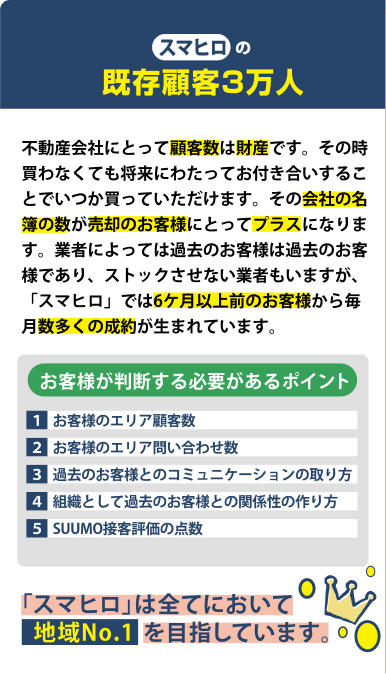 スマヒロの
既存顧客3万人
不動産会社にとって顧客数は財産です。その時
買わなくても将来にわたってお付き合いするこ
とでいつか買っていただけます。その会社の名
簿の数が売却のお客様にとってプラスになりま
す。業者によっては過去のお客様は過去のお客
様であり、ストックさせない業者もいますが、
「スマヒロ」では6ケ月以上前のお客様から毎
月数多くの成約が生まれています。
お客様が判断する必要があるポイント
1 お客様のエリア顧客数
2 お客様のエリア問い合わせ数
3 過去のお客様とのコミュニケーションの取り方
4 組織として過去のお客様との関係性の作り方
5 SUUMO接客評価の点数
「スマヒロ」は全てにおいて
地域No.1を目指しています。